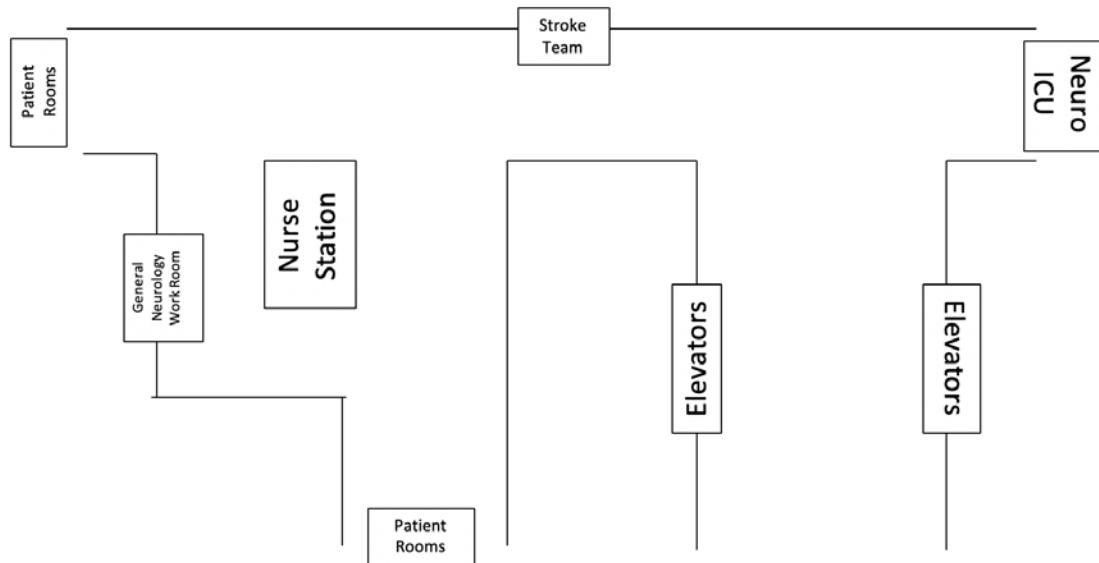 Stroke
Team
Patient
Rooms
Neuro
ICU
Nurse
Station
General
Neurology
Work Room
Elevators
Elevators
Patient
Rooms